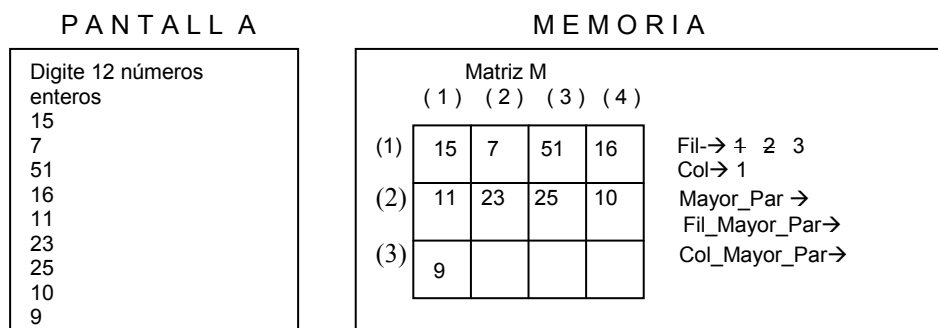 P A N T A L L A
Digite 12 números
enteros
15
7
51
16
11
23
25
10
9
M E M O R I A
Matriz M
( 1 ) ( 2 ) ( 3 ) ( 4 )
(1) 15 7 51 16
(2) 11 23 25 10
(3) 9
Fil-→ 1 2 3
Col→ 1
Mayor_Par →
Fil_Mayor_Par→
Col_Mayor_Par→